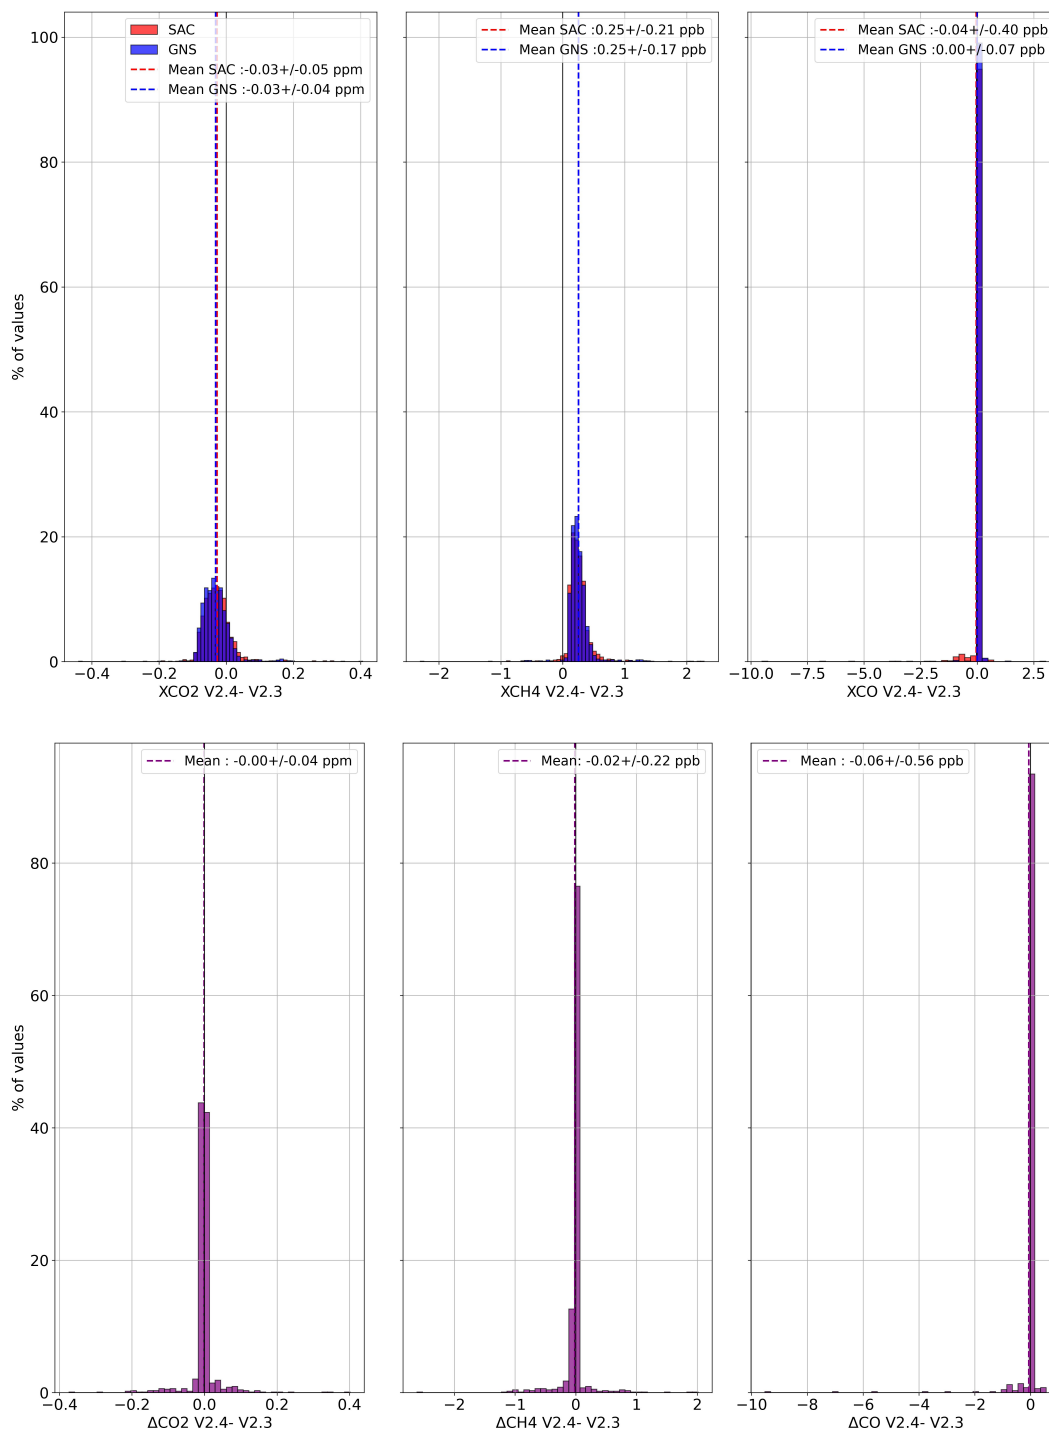 SAC
GNS
Mean SAC :-0.03+/-0.05 ppm
Mean GNS :-0.03+/-0.04 ppm
Mean SAC :0.25+/-0.21 ppb
Mean GNS :0.25+/-0.17 ppb
Mean SAC :-0.04+/-0.40 ppb
Mean GNS :0.00+/-0.07 ppb
% of values
100
80
60
40
20
0
−0.4 −0.2 0.0 0.2 0.4
XCO2 V2.4- V2.3
−2 −1 0 1 2
XCH4 V2.4- V2.3
−10.0 −7.5 −5.0 −2.5 0.0 2.5
XCO V2.4- V2.3
Mean : -0.00+/-0.04 ppm
Mean: -0.02+/-0.22 ppb
Mean : -0.06+/-0.56 ppb
% of values
80
60
40
20
0
−0.4 −0.2 0.0 0.2 0.4
ΔCO2 V2.4- V2.3
−2 −1 0 1 2
ΔCH4 V2.4- V2.3
−10 −8 −6 −4 −2 0
ΔCO V2.4- V2.3